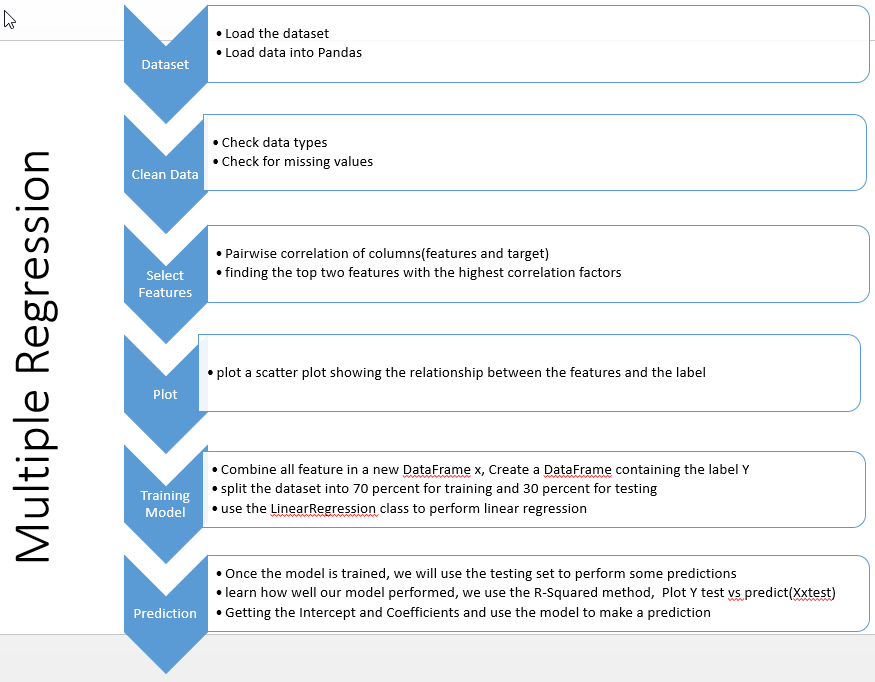 Multiple Regression
Dataset
• Load the dataset
• Load data into Pandas
Clean Data
• Check data types
• Check for missing values
Select
Features
• Pairwise correlation of columns(features and target)
• finding the top two features with the highest correlation factors
Plot
• plot a scatter plot showing the relationship between the features and the label
Training
Model
• Combine all feature in a new DataFrame x, Create a DataFrame containing the label Y
• split the dataset into 70 percent for training and 30 percent for testing
• use the LinearRegression class to perform linear regression
Prediction
• Once the model is trained, we will use the testing set to perform some predictions
• learn how well our model performed, we use the R-Squared method,  Plot Y test vs predict(Xxtest)
• Getting the Intercept and Coefficients and use the model to make a prediction